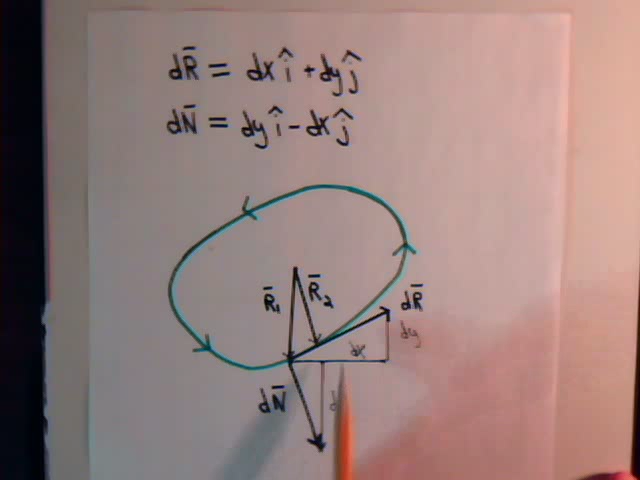 dR̄ = dx î + dy ĵ
dN̄ = dy î - dx ĵ
R̄₁ R̄₂ dR̄
dy
dx
dN̄